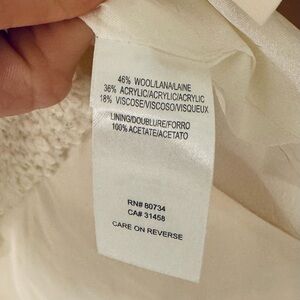 46% WOOL/LANA/LAINE
36% ACRYLIC/ACRYLIC/ACRYLIC
18% VISCOSE/VISCOSO/VISQUEUX
LINING/DOUBLURE/FORRO
100% ACETATE/ACETATO
RN# 80734
CA# 31458
CARE ON REVERSE